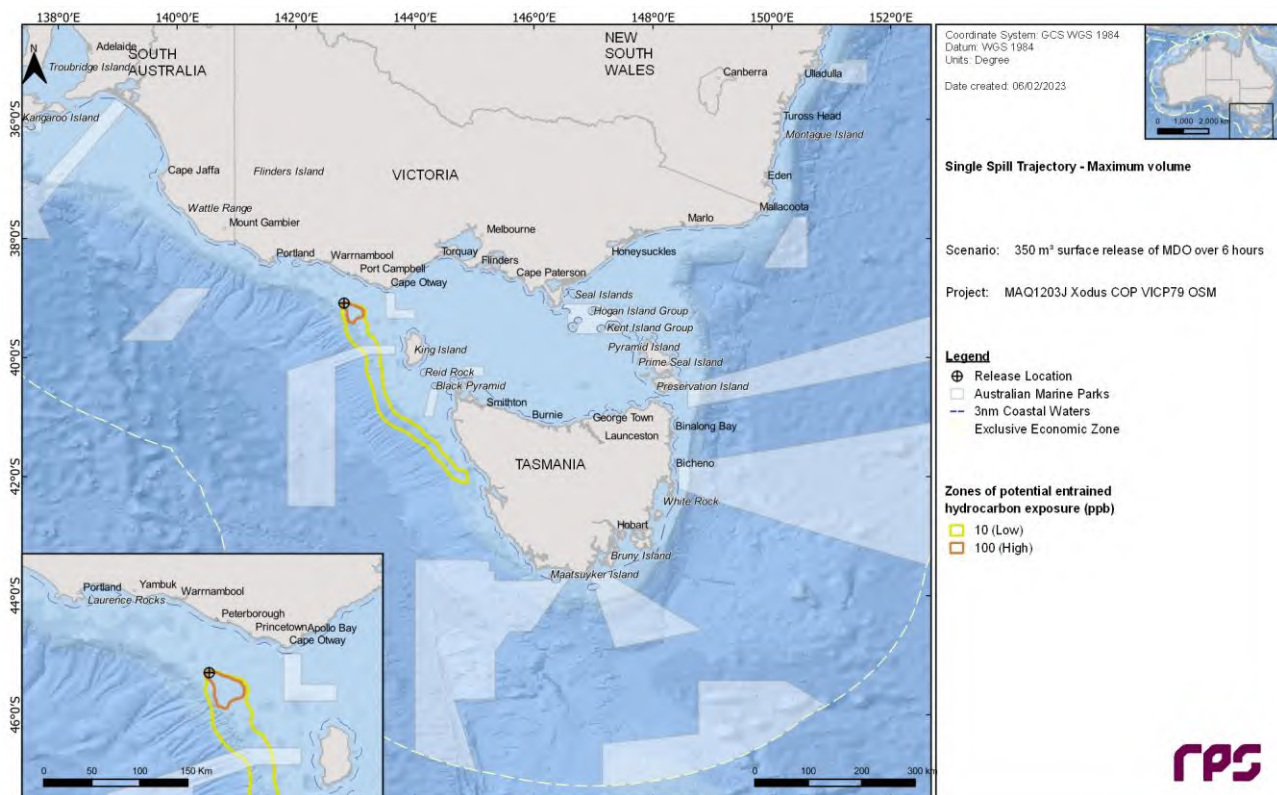 138°0'E 140°0'E 142°0'E 144°0'E 146°0'E 148°0'E 150°0'E 152°0'E
36°0'S
38°0'S
40°0'S
42°0'S
44°0'S
46°0'S
N
Adelaide
SOUTH
AUSTRALIA
Troubridge Island
Kangaroo Island
NEW
SOUTH
WALES
Canberra
Ulladulla
Tuross Head
Montague Island
Cape Jaffa
Flinders Island
VICTORIA
Eden
Wattle Range
Mallacoota
Mount Gambier
Marlo
Melbourne
Portland
Warrnambool
Torquay
Flinders
Honeysuckles
Port Campbell
Cape Paterson
Cape Otway
Seal Islands
Hogan Island Group
Kent Island Group
King Island
Pyramid Island
Reid Rock
Prime Seal Island
Black Pyramid
Preservation Island
Smithton
Burnie
George Town
Binalong Bay
Launceston
TASMANIA
Bicheno
White Rock
Hobart
Bruny Island
Maatsuyker Island
Portland
Yambuk
Warrnambool
Laurence Rocks
Peterborough
Princetown
Apollo Bay
Cape Otway
0 50 100 150 Km
0 100 200 300 km
Coordinate System: GCS WGS 1984
Datum: WGS 1984
Units: Degree
Date created: 06/02/2023
0 1,000 2,000 km
Single Spill Trajectory - Maximum volume
Scenario: 350 m³ surface release of MDO over 6 hours
Project: MAQ1203J Xodus COP VICP79 OSM
Legend
Release Location
Australian Marine Parks
3nm Coastal Waters
Exclusive Economic Zone
Zones of potential entrained
hydrocarbon exposure (ppb)
10 (Low)
100 (High)
rps